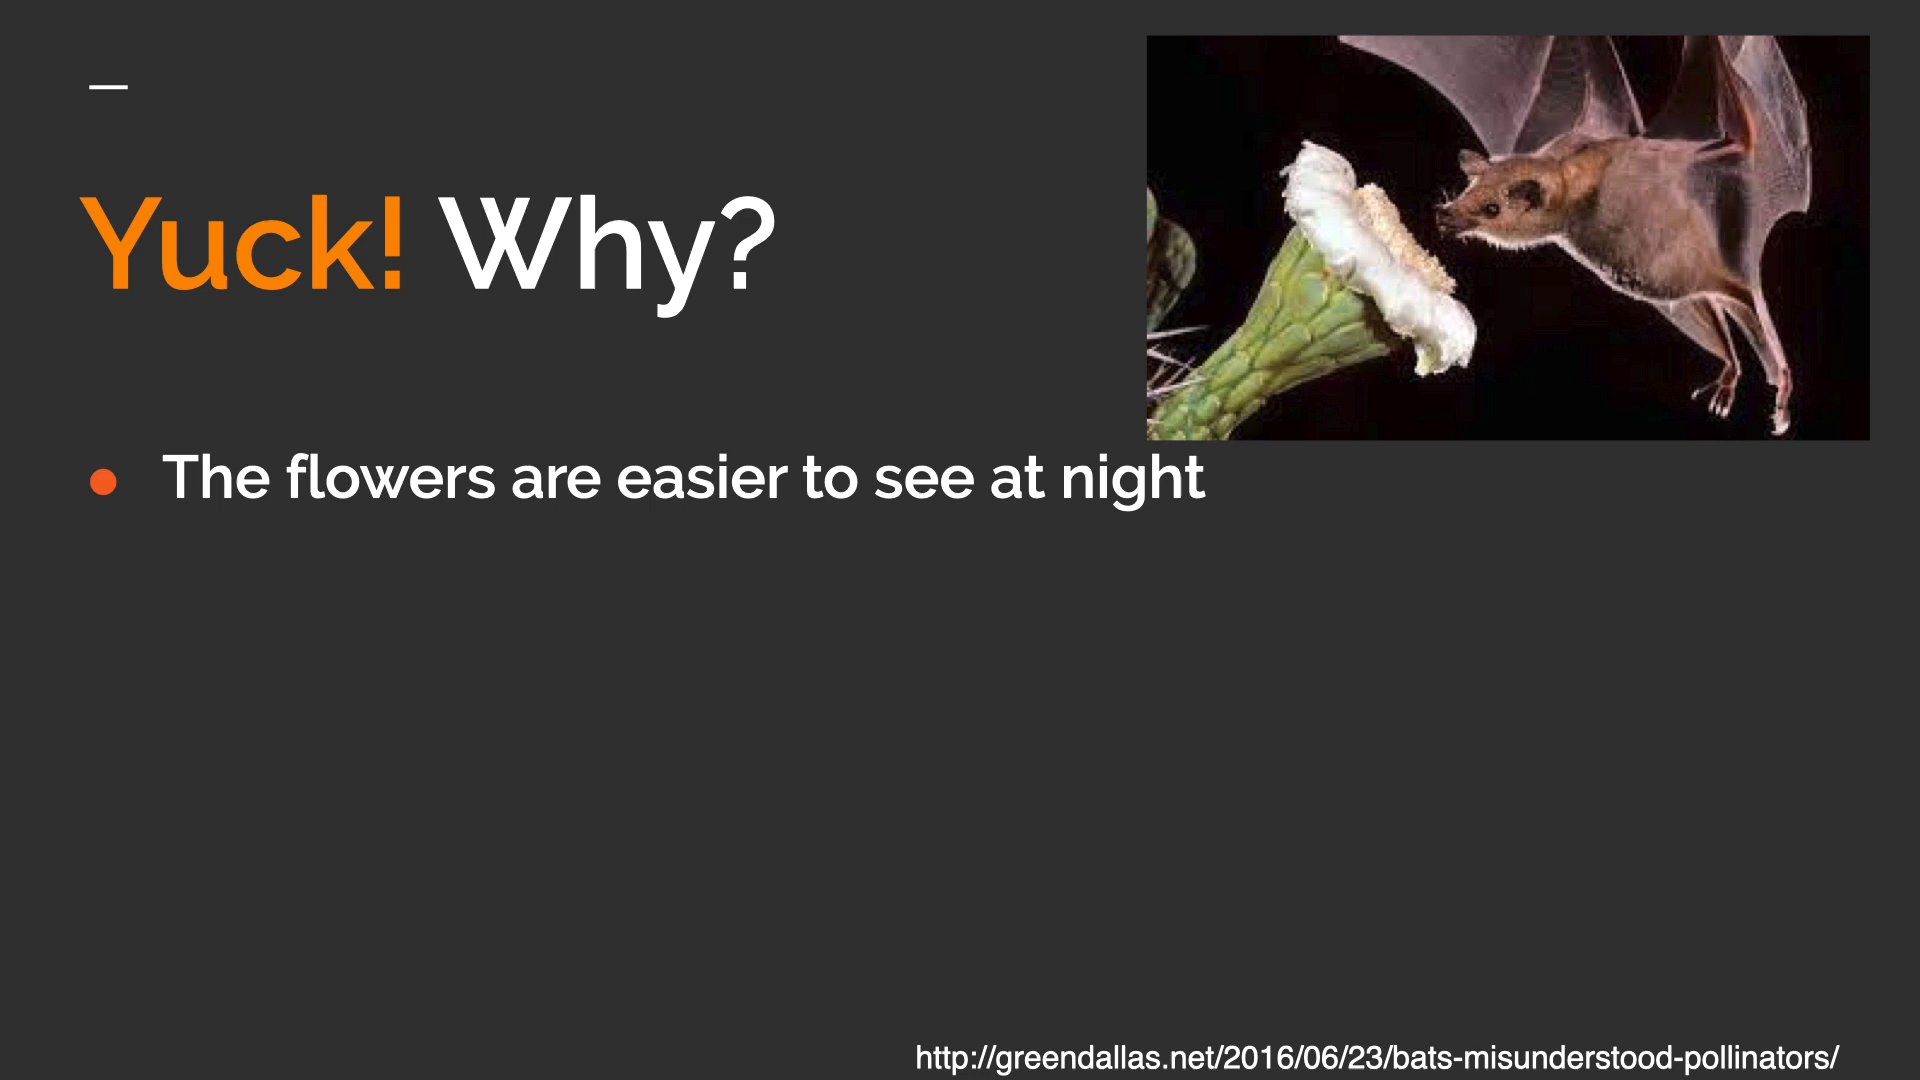 Yuck! Why?
● The flowers are easier to see at night
http://greendallas.net/2016/06/23/bats-misunderstood-pollinators/